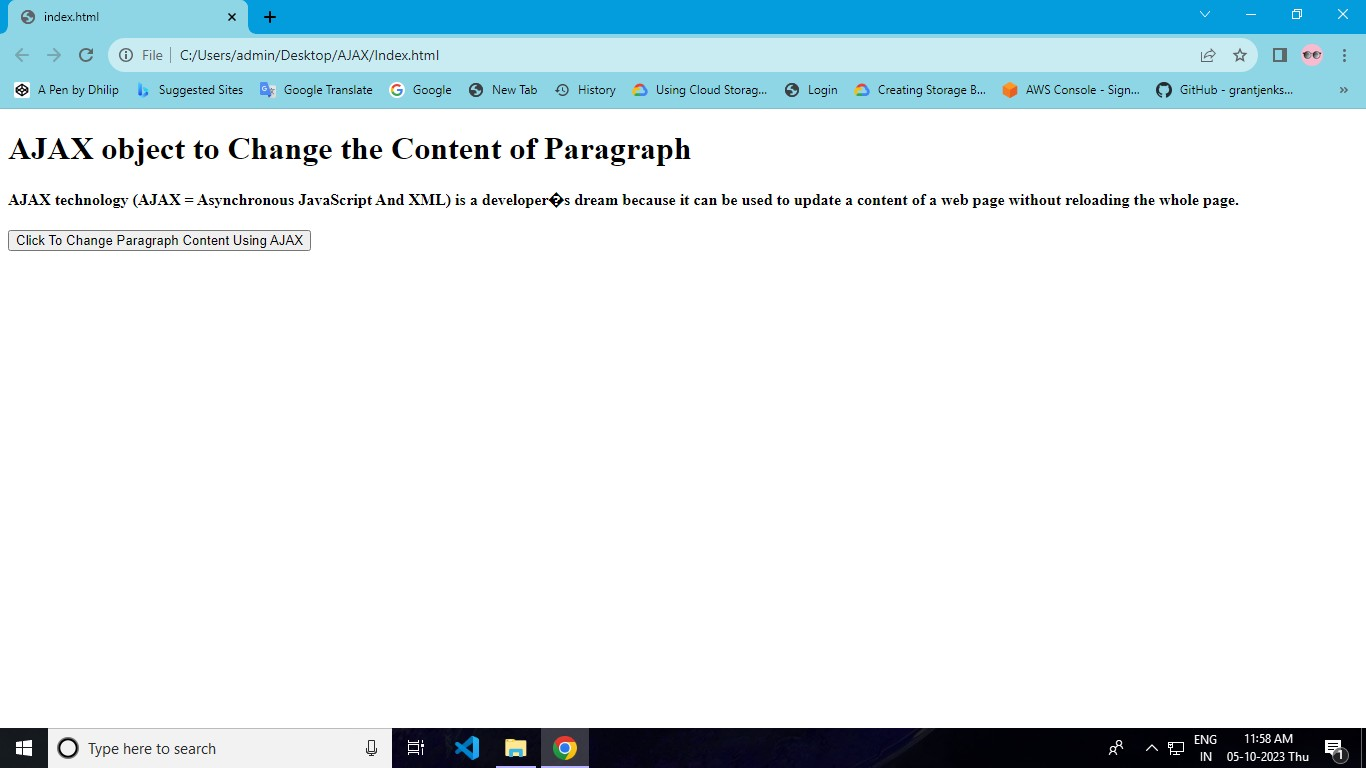 index.html
File C:/Users/admin/Desktop/AJAX/Index.html
A Pen by Dhilip Suggested Sites Google Translate Google New Tab History Using Cloud Storag... Login Creating Storage B... AWS Console - Sign... GitHub - grantjenks... »
AJAX object to Change the Content of Paragraph
AJAX technology (AJAX = Asynchronous JavaScript And XML) is a developer�s dream because it can be used to update a content of a web page without reloading the whole page.
Click To Change Paragraph Content Using AJAX
Type here to search
ENG
IN
11:58 AM
05-10-2023 Thu
1